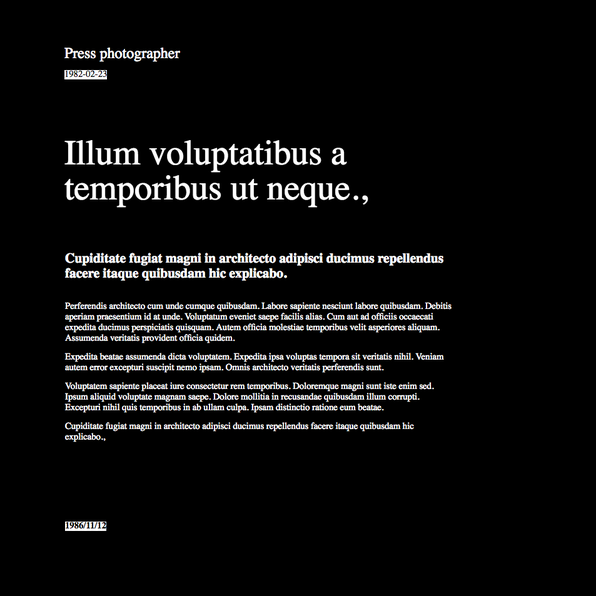 Press photographer
1982-02-23
Illum voluptatibus a
temporibus ut neque.,
Cupiditate fugiat magni in architecto adipisci ducimus repellendus
facere itaque quibusdam hic explicabo.
Perferendis architecto cum unde cumque quibusdam. Labore sapiente nesciunt labore quibusdam. Debitis
aperiam praesentium id at unde. Voluptatum eveniet saepe facilis alias. Cum aut ad officiis occaecati
expedita ducimus perspiciatis quisquam. Autem officia molestiae temporibus velit asperiores aliquam.
Assumenda veritatis provident officia quidem.
Expedita beatae assumenda dicta voluptatem. Expedita ipsa voluptas tempora sit veritatis nihil. Veniam
autem error excepturi suscipit nemo ipsam. Omnis architecto veritatis perferendis sunt.
Voluptatem sapiente placeat iure consectetur rem temporibus. Doloremque magni sunt iste enim sed.
Ipsum aliquid voluptate magnam saepe. Dolore mollitia in recusandae quibusdam illum corrupti.
Excepturi nihil quis temporibus in ab ullam culpa. Ipsam distinctio ratione eum beatae.
Cupiditate fugiat magni in architecto adipisci ducimus repellendus facere itaque quibusdam hic
explicabo.,
1986/11/12